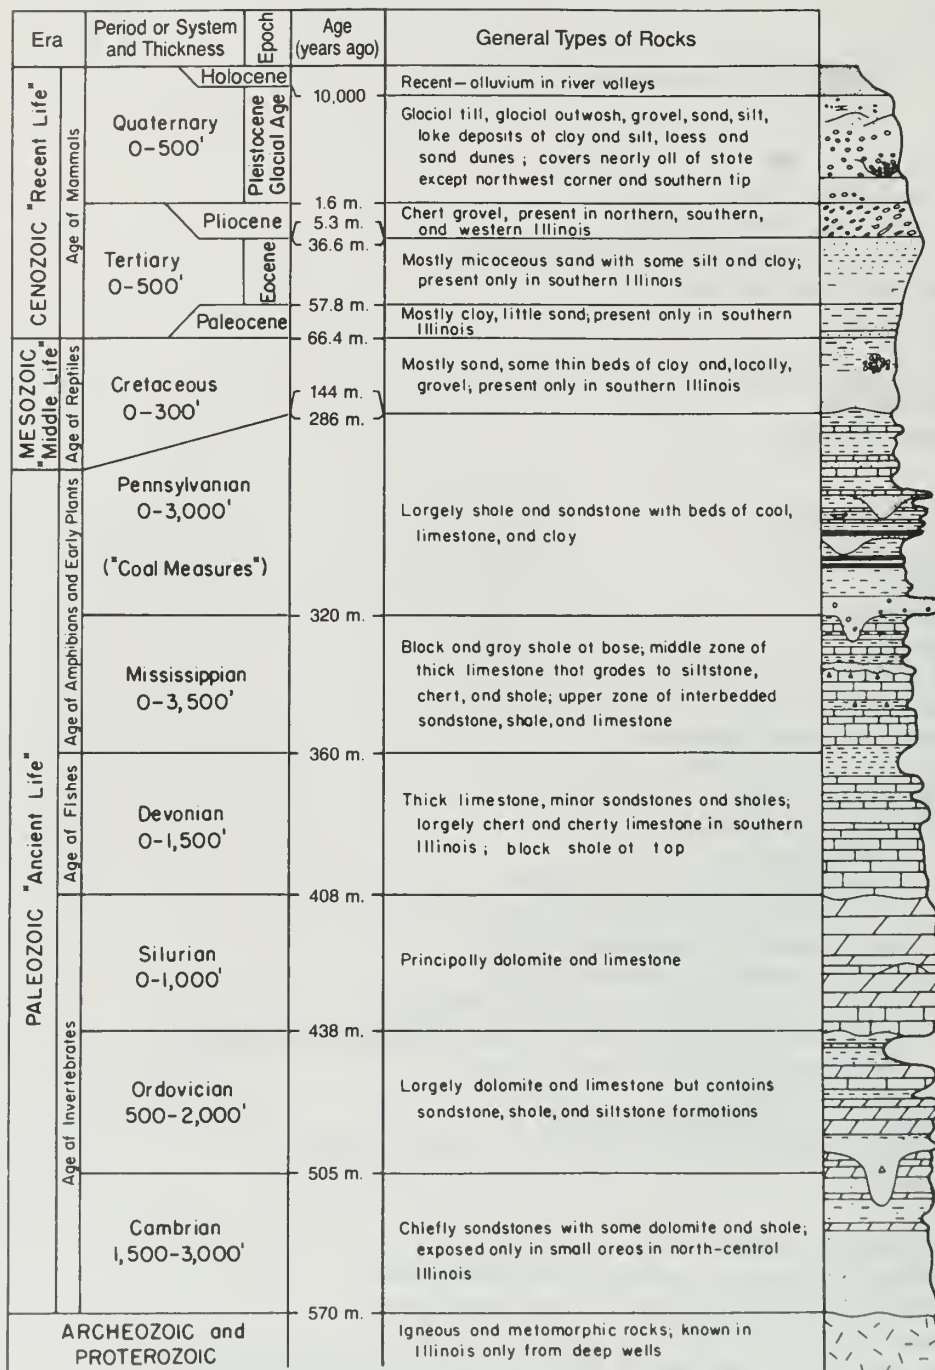 Era
Period or System
and Thickness
Epoch
Age
(years ago)
General Types of Rocks
CENOZOIC "Recent Life"
Age of Mammals
Holocene
Recent—alluvium in river valleys
10,000
Quaternary
0-500'
Pleistocene
Glacial Age
Glacial till, glacial outwash, gravel, sand, silt,
lake deposits of clay and silt, loess and
sand dunes ; covers nearly all of state
except northwest corner and southern tip
1.6 m.
Pliocene
5.3 m.
36.6 m.
Chert gravel, present in northern, southern,
and western Illinois
Tertiary
0-500'
Eocene
Mostly micaceous sand with some silt and clay;
present only in southern Illinois
57.8 m.
Paleocene
Mostly clay, little sand; present only in southern
Illinois
66.4 m.
MESOZOIC
"Middle Life"
Age of Reptiles
Cretaceous
0-300'
144 m.
286 m.
Mostly sand, some thin beds of clay and, locally,
gravel; present only in southern Illinois
PALEOZOIC "Ancient Life"
Age of Amphibians and Early Plants
Pennsylvanian
0-3,000'
("Coal Measures")
Largely shale and sandstone with beds of coal,
limestone, and clay
320 m.
Mississippian
0-3,500'
Black and gray shale at base; middle zone of
thick limestone that grades to siltstone,
chert, and shale; upper zone of interbedded
sandstone, shale, and limestone
360 m.
Age of Fishes
Devonian
0-1,500'
Thick limestone, minor sandstones and shales;
largely chert and cherty limestone in southern
Illinois ; black shale at top
408 m.
Age of Invertebrates
Silurian
0-1,000'
Principally dolomite and limestone
438 m.
Ordovician
500-2,000'
Largely dolomite and limestone but contains
sandstone, shale, and siltstone formations
505 m.
Cambrian
1,500-3,000'
Chiefly sandstones with some dolomite and shale;
exposed only in small areas in north-central
Illinois
570 m.
ARCHEOZOIC and
PROTEROZOIC
Igneous and metamorphic rocks; known in
Illinois only from deep wells